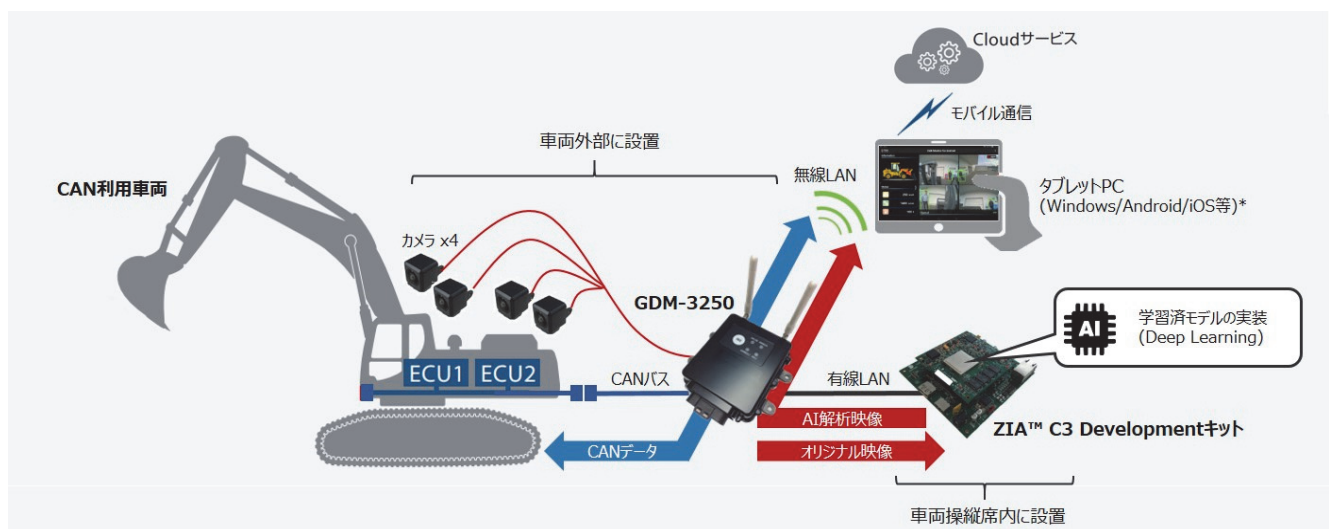 Cloudサービス
モバイル通信
車両外部に設置
無線LAN
タブレットPC
(Windows/Android/iOS等)*
CAN利用車両
カメラ x4
GDM-3250
AI
学習済モデルの実装
(Deep Learning)
ECU1
ECU2
CANバス
有線LAN
AI解析映像
ZIA™ C3 Developmentキット
CANデータ
オリジナル映像
車両操縦席内に設置